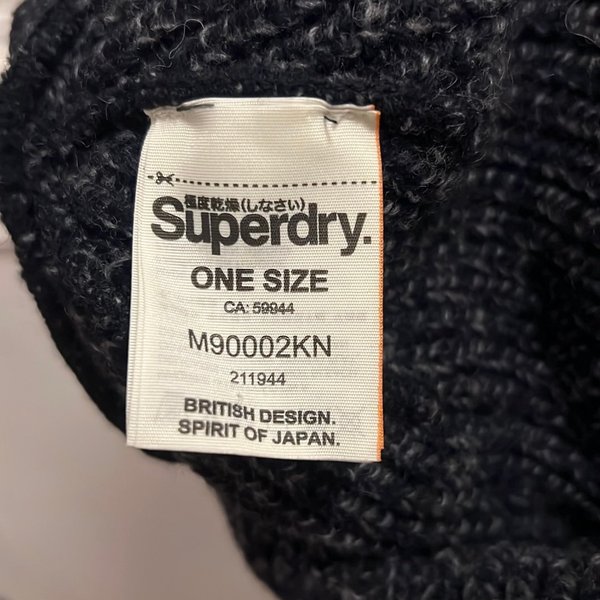 極度乾燥(しなさい)
Superdry.
ONE SIZE
CA: 59944
M90002KN
211944
BRITISH DESIGN.
SPIRIT OF JAPAN.